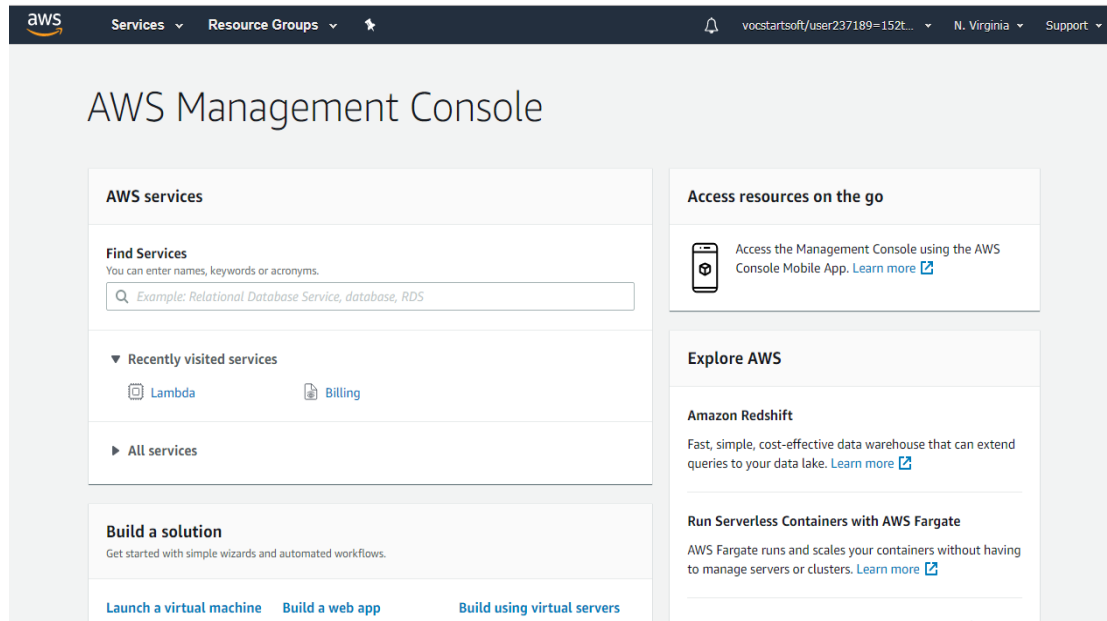 aws Services Resource Groups vocstartsoft/user237189=152t... N. Virginia Support
AWS Management Console
AWS services
Find Services
You can enter names, keywords or acronyms.
Example: Relational Database Service, database, RDS
Recently visited services
Lambda Billing
All services
Build a solution
Get started with simple wizards and automated workflows.
Launch a virtual machine Build a web app Build using virtual servers
Access resources on the go
Access the Management Console using the AWS
Console Mobile App. Learn more
Explore AWS
Amazon Redshift
Fast, simple, cost-effective data warehouse that can extend
queries to your data lake. Learn more
Run Serverless Containers with AWS Fargate
AWS Fargate runs and scales your containers without having
to manage servers or clusters. Learn more